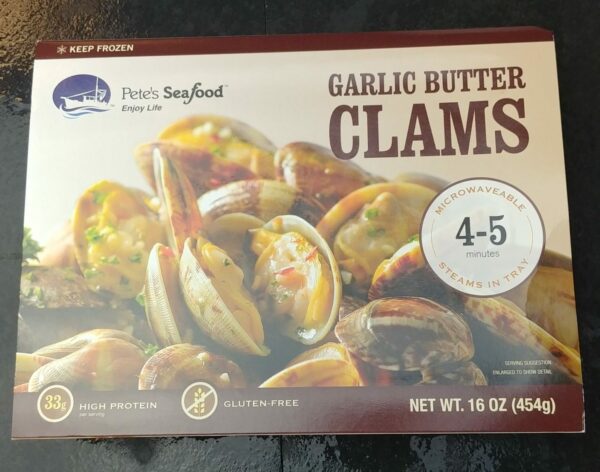 KEEP FROZEN
Pete's Seafood™
Enjoy Life
GARLIC BUTTER
CLAMS
MICROWAVEABLE
4-5
minutes
STEAMS IN TRAY
SERVING SUGGESTION
ENLARGED TO SHOW DETAIL
33g
HIGH PROTEIN
per serving
GLUTEN-FREE
NET WT. 16 OZ (454g)